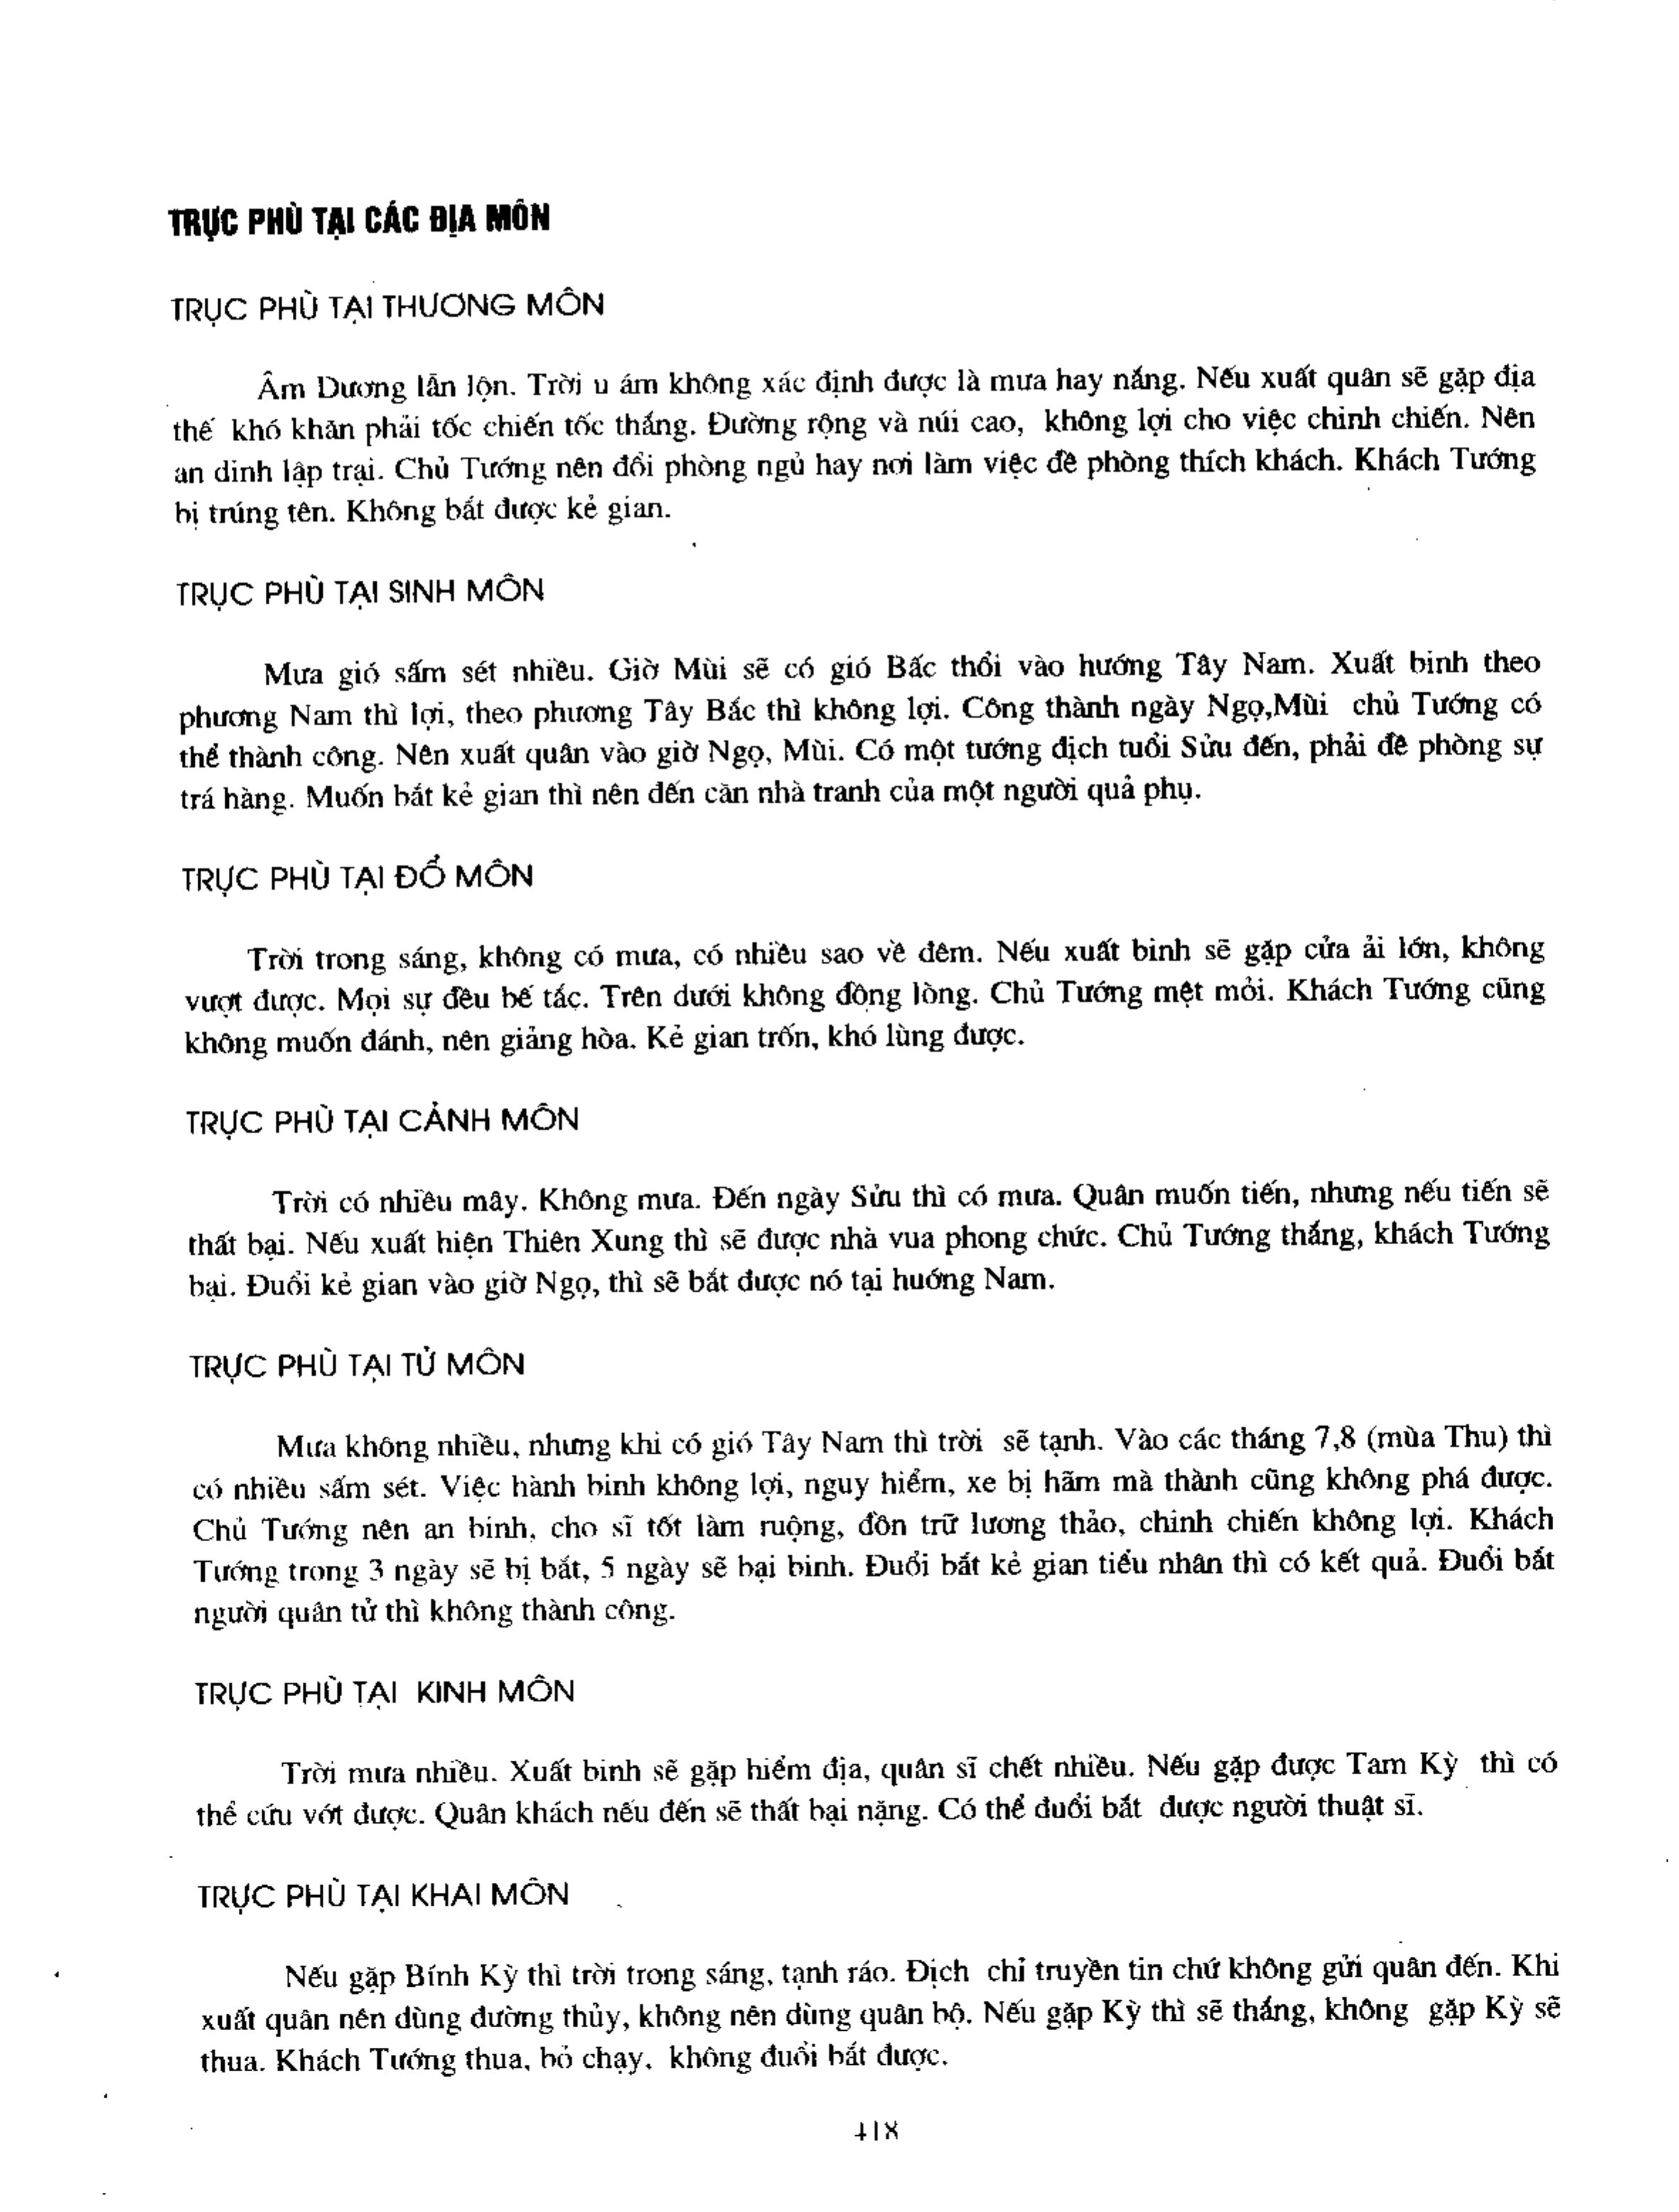 TRỰC PHÙ TẠI CÁC ĐỊA MÔN
TRỰC PHÙ TẠI THƯƠNG MÔN
Âm Dương lẫn lộn. Trời u ám không xác định được là mưa hay nắng. Nếu xuất quân sẽ gặp địa
thế khó khăn phải tốc chiến tốc thắng. Đường rộng và núi cao, không lợi cho việc chinh chiến. Nên
an dinh lập trại. Chủ Tướng nên đổi phòng ngủ hay nơi làm việc đề phòng thích khách. Khách Tướng
bị trúng tên. Không bắt được kẻ gian.
TRỰC PHÙ TẠI SINH MÔN
Mưa gió sấm sét nhiều. Giờ Mùi sẽ có gió Bấc thổi vào hướng Tây Nam. Xuất binh theo
phương Nam thì lợi, theo phương Tây Bắc thì không lợi. Công thành ngày Ngọ,Mùi chủ Tướng có
thể thành công. Nên xuất quân vào giờ Ngọ, Mùi. Có một tướng địch tuổi Sửu đến, phải đề phòng sự
trá hàng. Muốn bắt kẻ gian thì nên đến căn nhà tranh của một người quả phụ.
TRỰC PHÙ TẠI ĐỔ MÔN
Trời trong sáng, không có mưa, có nhiều sao về đêm. Nếu xuất binh sẽ gặp cửa ải lớn, không
vượt được. Mọi sự đều bế tắc. Trên dưới không đồng lòng. Chủ Tướng mệt mỏi. Khách Tướng cũng
không muốn đánh, nên giảng hòa. Kẻ gian trốn, khó lùng được.
TRỰC PHÙ TẠI CẢNH MÔN
Trời có nhiều mây. Không mưa. Đến ngày Sửu thì có mưa. Quân muốn tiến, nhưng nếu tiến sẽ
thất bại. Nếu xuất hiện Thiên Xung thì sẽ được nhà vua phong chức. Chủ Tướng thắng, khách Tướng
bại. Đuổi kẻ gian vào giờ Ngọ, thì sẽ bắt được nó tại huớng Nam.
TRỰC PHÙ TẠI TỬ MÔN
Mưa không nhiều, nhưng khi có gió Tây Nam thì trời sẽ tạnh. Vào các tháng 7,8 (mùa Thu) thì
có nhiều sấm sét. Việc hành binh không lợi, nguy hiểm, xe bị hãm mà thành cũng không phá được.
Chủ Tướng nên an binh, cho sĩ tốt làm ruộng, đồn trữ lương thảo, chinh chiến không lợi. Khách
Tướng trong 3 ngày sẽ bị bắt, 5 ngày sẽ bại binh. Đuổi bắt kẻ gian tiểu nhân thì có kết quả. Đuổi bắt
người quân tử thì không thành công.
TRỰC PHÙ TẠI KINH MÔN
Trời mưa nhiều. Xuất binh sẽ gặp hiểm địa, quân sĩ chết nhiều. Nếu gặp được Tam Kỳ thì có
thể cứu vớt được. Quân khách nếu đến sẽ thất bại nặng. Có thể đuổi bắt được người thuật sĩ.
TRỰC PHÙ TẠI KHAI MÔN
Nếu gặp Bính Kỳ thì trời trong sáng, tạnh ráo. Địch chỉ truyền tin chứ không gửi quân đến. Khi
xuất quân nên dùng đường thủy, không nên dùng quân bộ. Nếu gặp Kỳ thì sẽ thắng, không gặp Kỳ sẽ
thua. Khách Tướng thua, bỏ chạy, không đuổi bắt được.
418